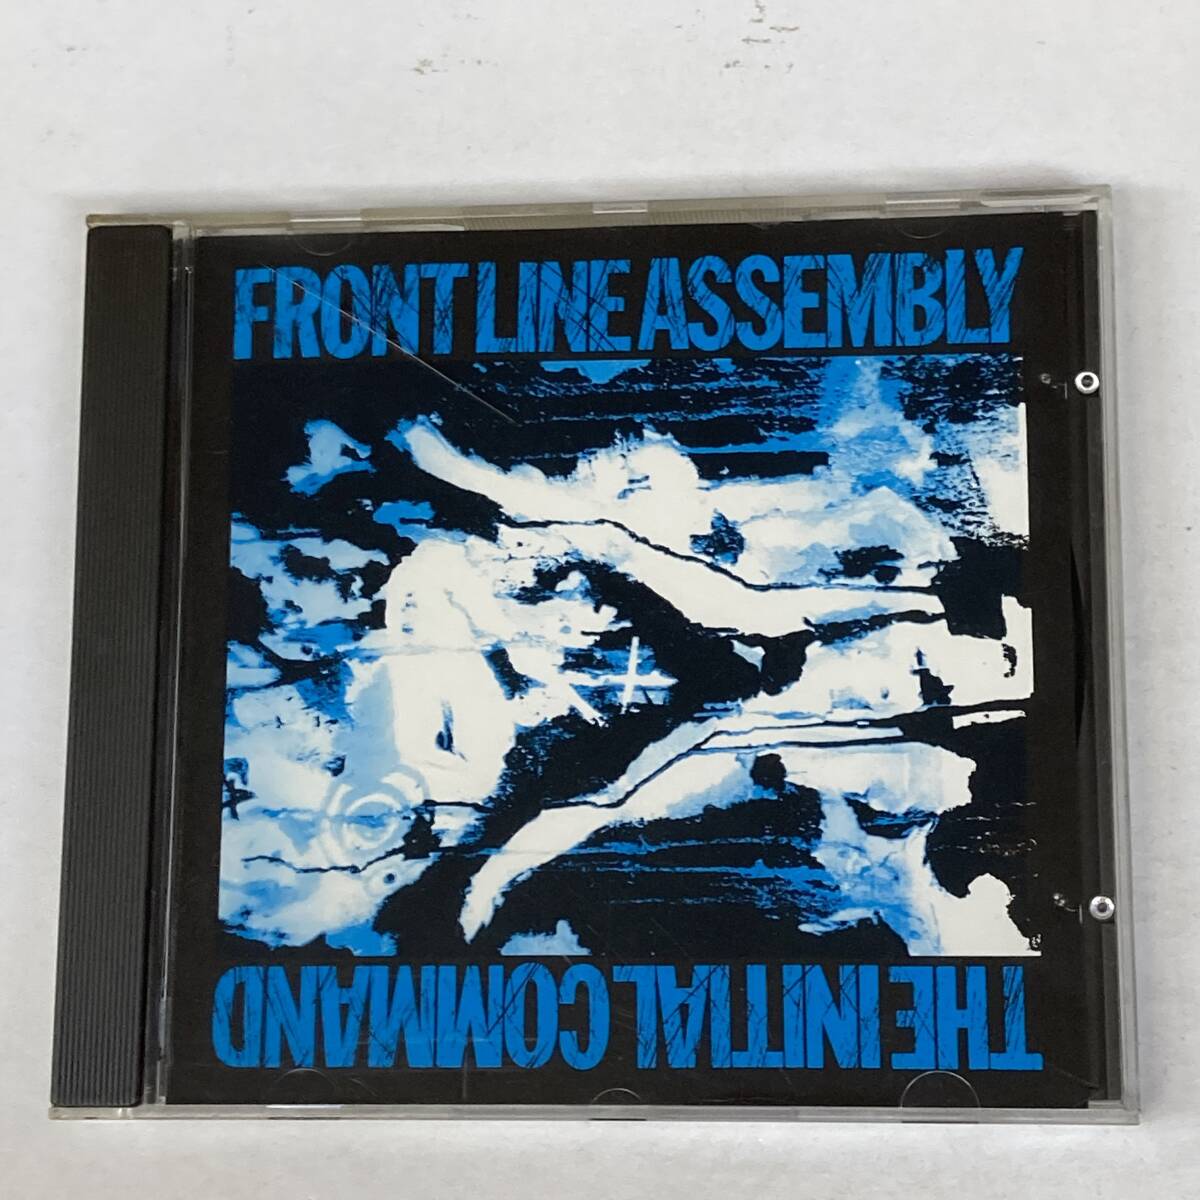 FRONT LINE ASSEMBLY
THE INITIAL COMMAND